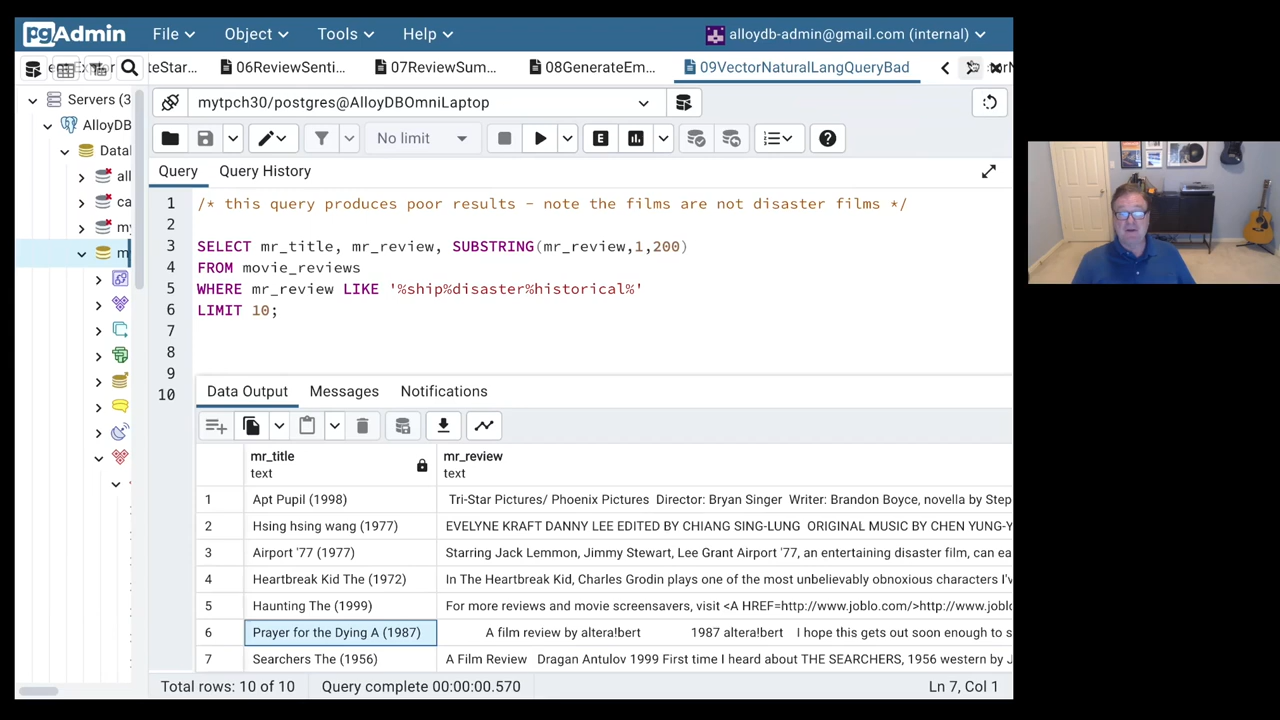 pgAdmin File Object Tools Help alloydb-admin@gmail.com (internal)
06ReviewSenti... 07ReviewSum... 08GenerateEm... 09VectorNaturalLangQueryBad
Servers (3 mytpch30/postgres@AlloyDBOmniLaptop
AlloyDB
No limit E
Datal
Query Query History
all
ca
my
m
1 /* this query produces poor results - note the films are not disaster films */
2
3 SELECT mr_title, mr_review, SUBSTRING(mr_review,1,200)
4 FROM movie_reviews
5 WHERE mr_review LIKE '%ship%disaster%historical%'
6 LIMIT 10;
7
8
9
10
Data Output Messages Notifications
mr_title mr_review
text text
1 Apt Pupil (1998) Tri-Star Pictures/ Phoenix Pictures Director: Bryan Singer Writer: Brandon Boyce, novella by Step
2 Hsing hsing wang (1977) EVELYNE KRAFT DANNY LEE EDITED BY CHIANG SING-LUNG ORIGINAL MUSIC BY CHEN YUNG-Y
3 Airport '77 (1977) Starring Jack Lemmon, Jimmy Stewart, Lee Grant Airport '77, an entertaining disaster film, can ea
4 Heartbreak Kid The (1972) In The Heartbreak Kid, Charles Grodin plays one of the most unbelievably obnoxious characters I'v
5 Haunting The (1999) For more reviews and movie screensavers, visit <A HREF=http://www.joblo.com/>http://www.joblo
6 Prayer for the Dying A (1987) A film review by altera!bert 1987 altera!bert I hope this gets out soon enough to s
7 Searchers The (1956) A Film Review Dragan Antulov 1999 First time I heard about THE SEARCHERS, 1956 western by J
Total rows: 10 of 10 Query complete 00:00:00.570 Ln 7, Col 1